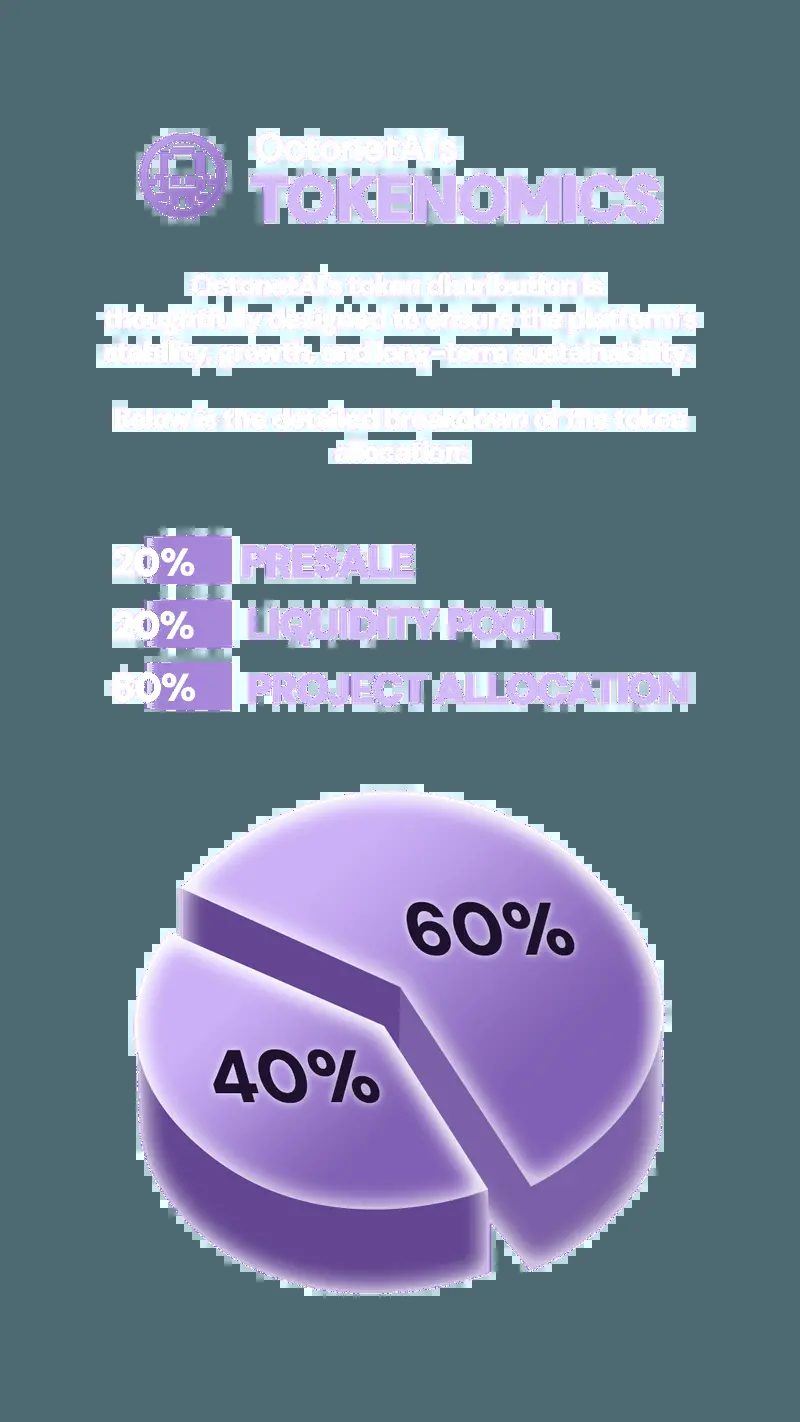 OctonetAI's
TOKENOMICS
OctonetAI's token distribution is
thoughtfully designed to ensure the platform's
stability, growth, and long-term sustainability.
Below is the detailed breakdown of the token
allocation:
20% PRESALE
20% LIQUIDITY POOL
60% PROJECT ALLOCATION
60%
40%